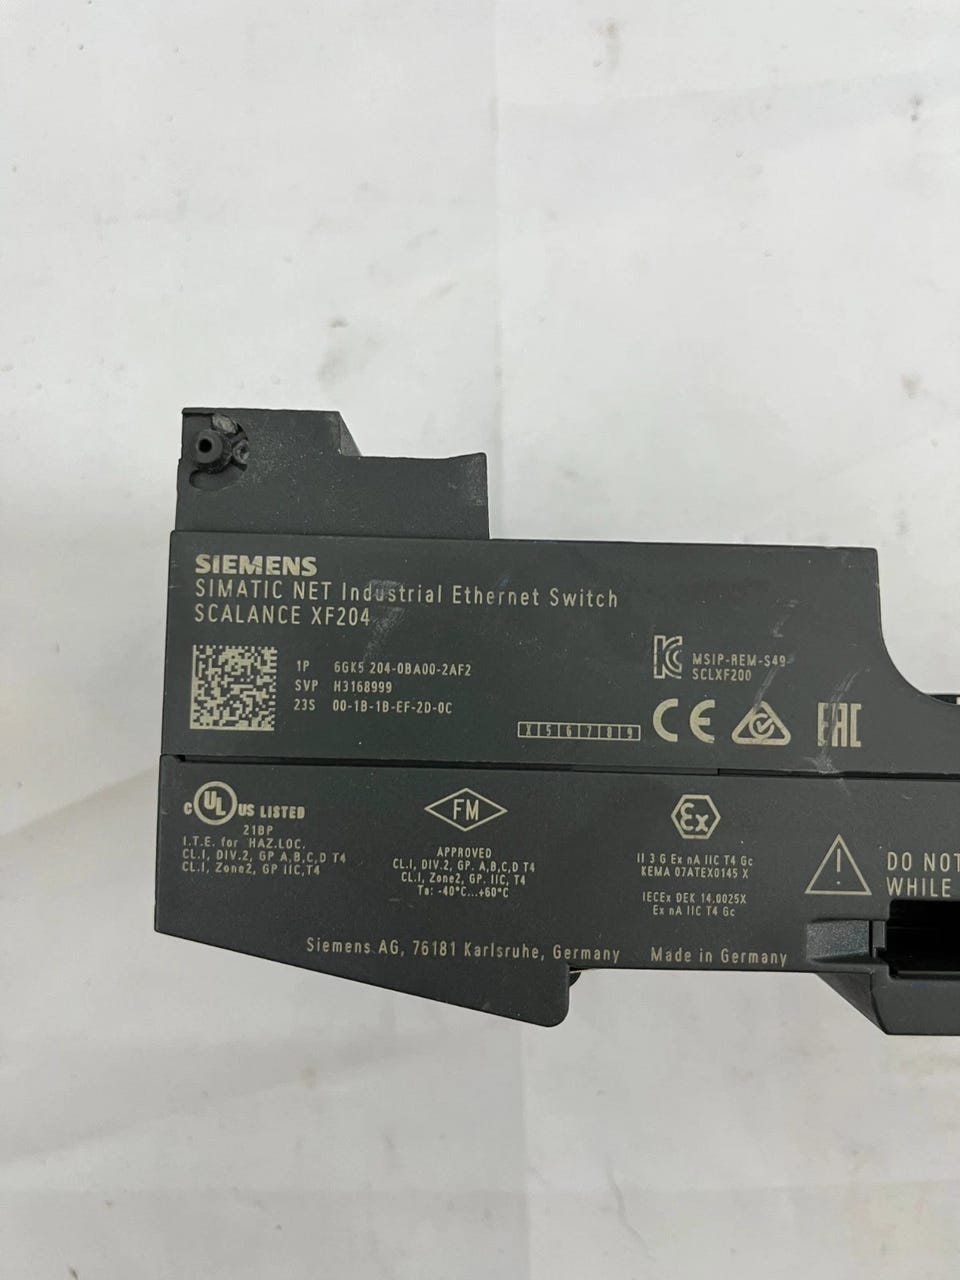 SIEMENS
SIMATIC NET Industrial Ethernet Switch
SCALANCE XF204
1P 6GK5 204-0BA00-2AF2
SVP H3168999
23S 00-1B-1B-EF-2D-0C
MSIP-REM-S49
SCLXF200
X 5 6 7 8 9
CE
EAC
c UL US LISTED
21BP
I.T.E. for HAZ.LOC.
CL.I, DIV.2, GP A,B,C,D T4
CL.I, Zone2, GP IIC,T4
FM
APPROVED
CL.I, DIV.2, GP. A,B,C,D T4
CL.I, Zone2, GP. IIC, T4
Ta: -40°C...+60°C
Ex
II 3 G Ex nA IIC T4 Gc
KEMA 07ATEX0145 X
IECEx DEK 14.0025X
Ex nA IIC T4 Gc
DO NOT
WHILE
Siemens AG, 76181 Karlsruhe, Germany Made in Germany